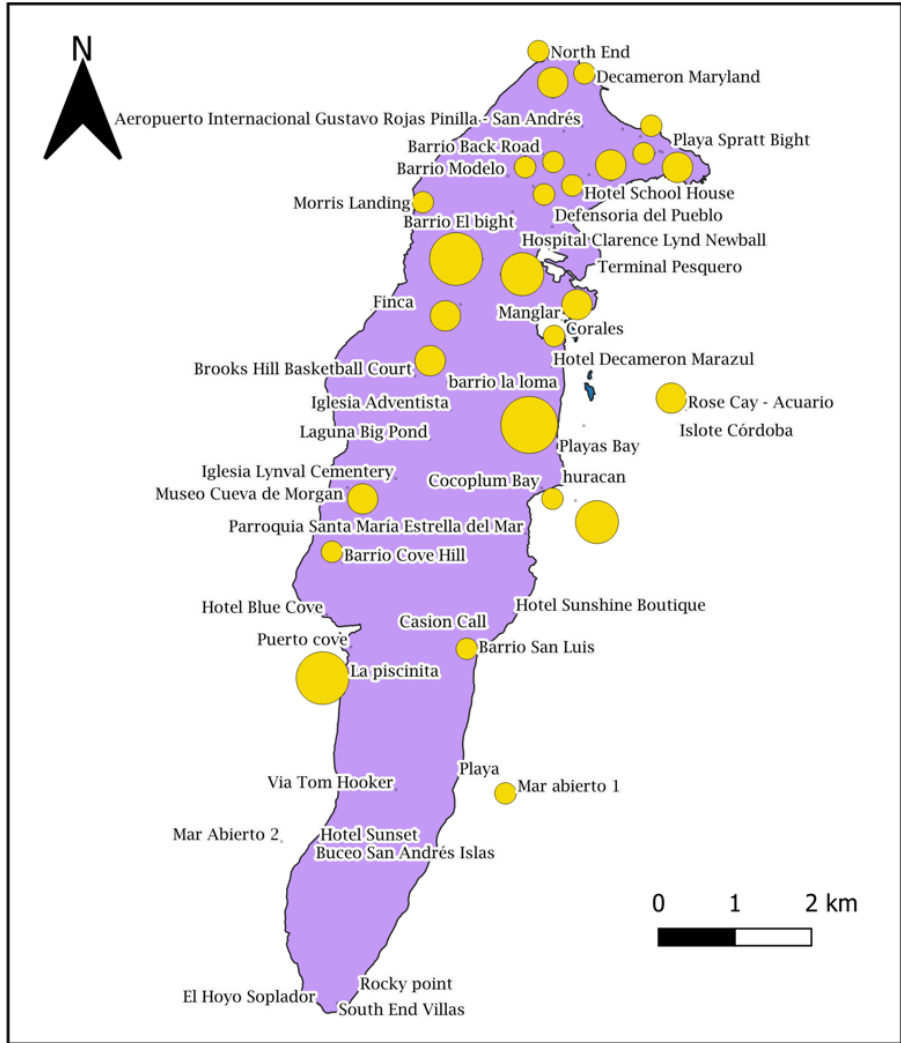 N
North End
Decameron Maryland
Aeropuerto Internacional Gustavo Rojas Pinilla - San Andrés
Playa Spratt Bight
Barrio Back Road
Barrio Modelo
Hotel School House
Morris Landing
Defensoria del Pueblo
Barrio El bight
Hospital Clarence Lynd Newball
Terminal Pesquero
Finca
Manglar
Corales
Hotel Decameron Marazul
Brooks Hill Basketball Court
barrio la loma
Iglesia Adventista
Rose Cay - Acuario
Laguna Big Pond
Islote Córdoba
Playas Bay
Iglesia Lynval Cementery
Cocoplum Bay
huracan
Museo Cueva de Morgan
Parroquia Santa María Estrella del Mar
Barrio Cove Hill
Hotel Blue Cove
Hotel Sunshine Boutique
Casion Call
Puerto cove
Barrio San Luis
La piscinita
Playa
Via Tom Hooker
Mar abierto 1
Mar Abierto 2
Hotel Sunset
Buceo San Andrés Islas
0 1 2 km
Rocky point
El Hoyo Soplador
South End Villas